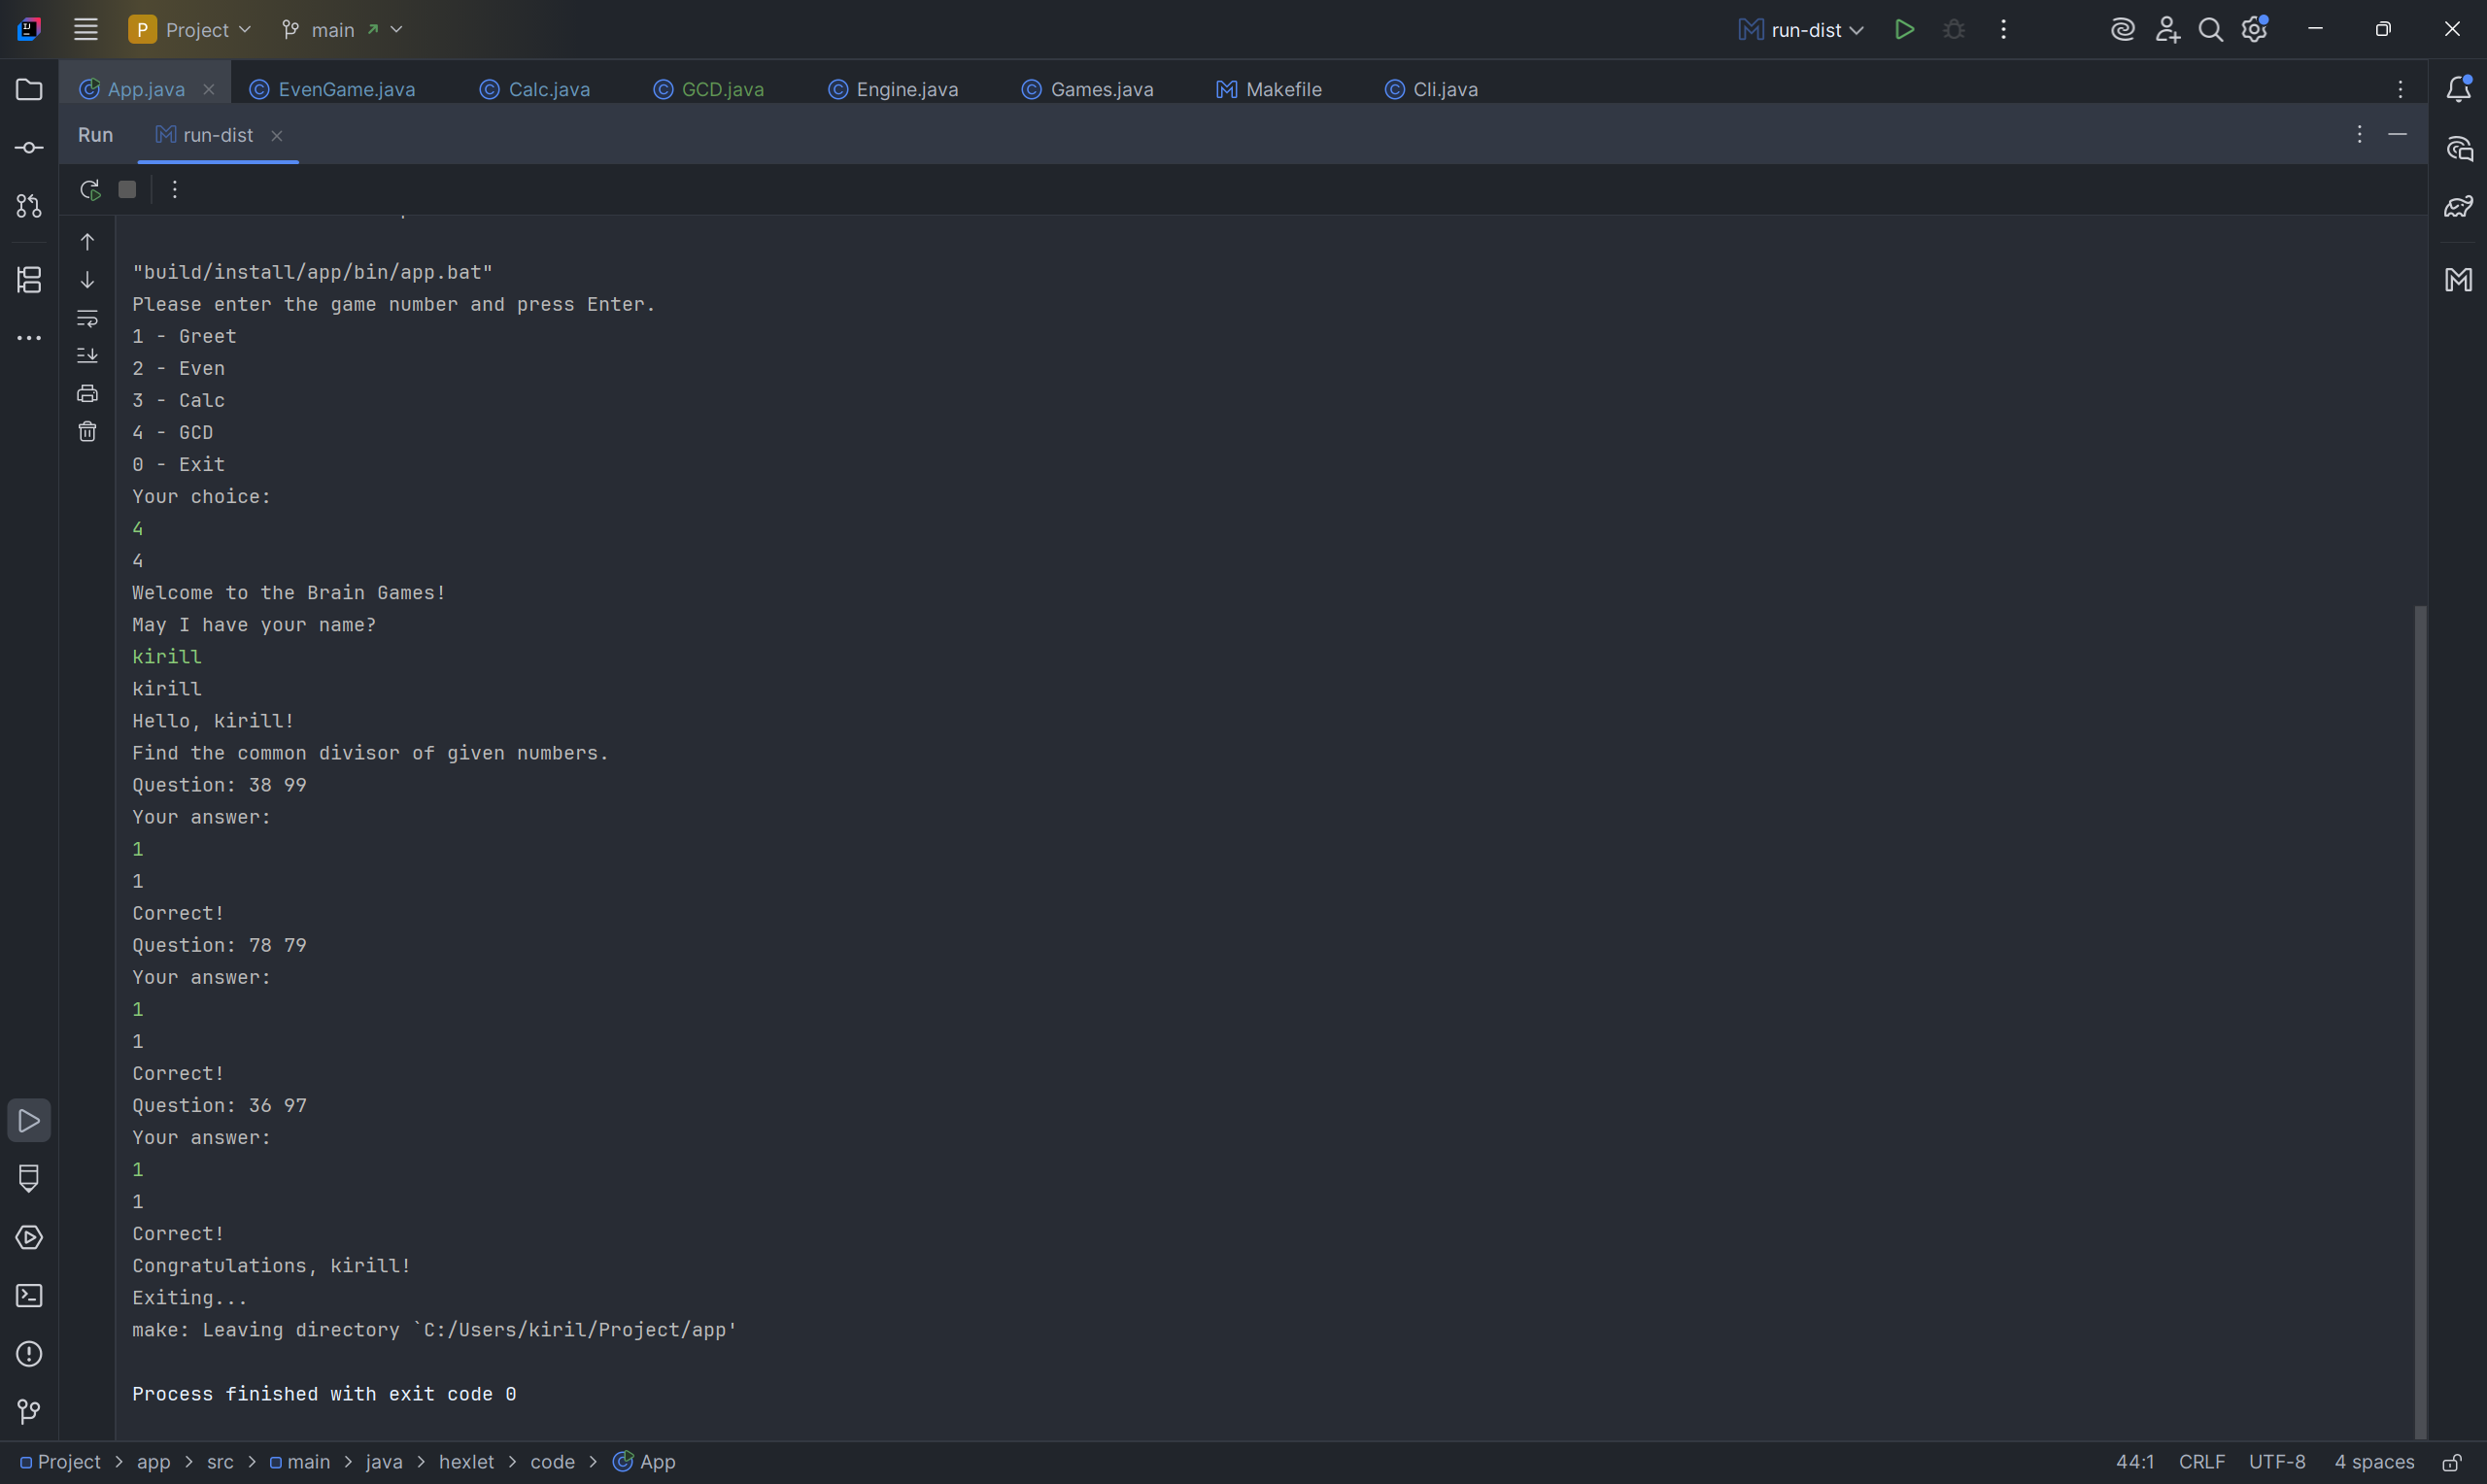 P Project main run-dist
App.java EvenGame.java Calc.java GCD.java Engine.java Games.java Makefile Cli.java
Run run-dist
"build/install/app/bin/app.bat"
Please enter the game number and press Enter.
1 - Greet
2 - Even
3 - Calc
4 - GCD
0 - Exit
Your choice:
4
4
Welcome to the Brain Games!
May I have your name?
kirill
kirill
Hello, kirill!
Find the common divisor of given numbers.
Question: 38 99
Your answer:
1
1
Correct!
Question: 78 79
Your answer:
1
1
Correct!
Question: 36 97
Your answer:
1
1
Correct!
Congratulations, kirill!
Exiting...
make: Leaving directory `C:/Users/kiril/Project/app'
Process finished with exit code 0
Project > app > src > main > java > hexlet > code > App 44:1 CRLF UTF-8 4 spaces